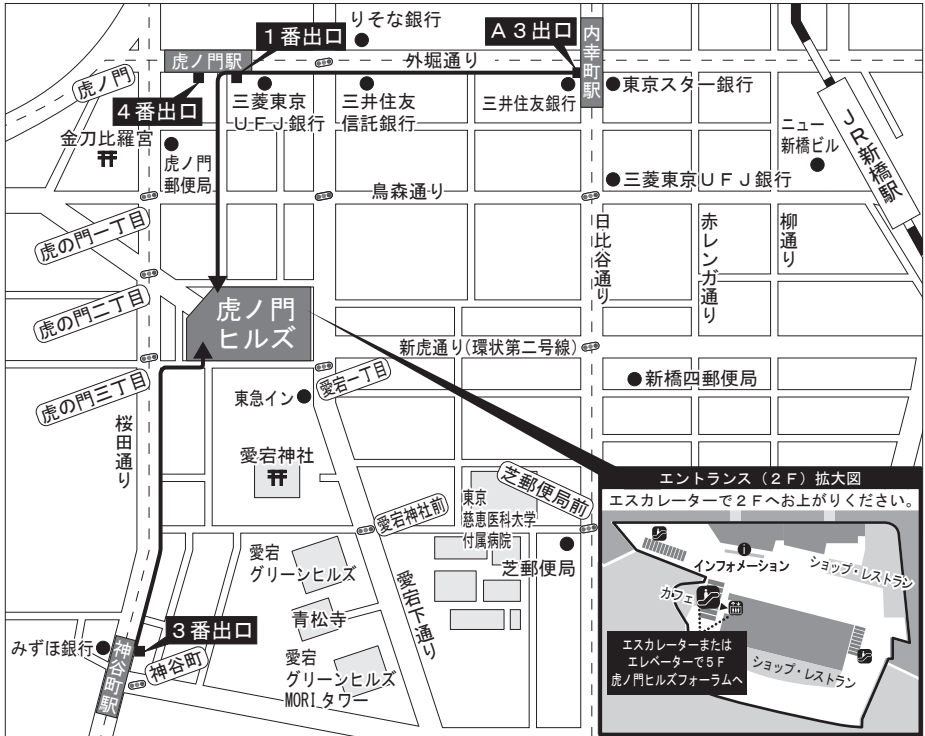 りそな銀行
1番出口
A3出口
内幸町駅
虎ノ門駅
外堀通り
虎ノ門
4番出口
三菱東京
UFJ銀行
三井住友
信託銀行
三井住友銀行
東京スター銀行
JR新橋駅
ニュー
新橋ビル
金刀比羅宮
虎ノ門
郵便局
三菱東京UFJ銀行
烏森通り
虎の門一丁目
日比谷通り
赤レンガ通り
柳通り
虎ノ門
ヒルズ
虎の門二丁目
新虎通り(環状第二号線)
虎の門三丁目
愛宕一丁目
東急イン
新橋四郵便局
桜田通り
愛宕神社
東京
慈恵医科大学
付属病院
芝郵便局前
愛宕神社前
芝郵便局
愛宕
グリーンヒルズ
愛宕下通り
青松寺
3番出口
みずほ銀行
神谷町駅
神谷町
愛宕
グリーンヒルズ
MORIタワー
エントランス(2F)拡大図
エスカレーターで2Fへお上がりください。
インフォメーション
ショップ・レストラン
カフェ
エスカレーターまたは
エレベーターで5F
虎ノ門ヒルズフォーラムへ
ショップ・レストラン